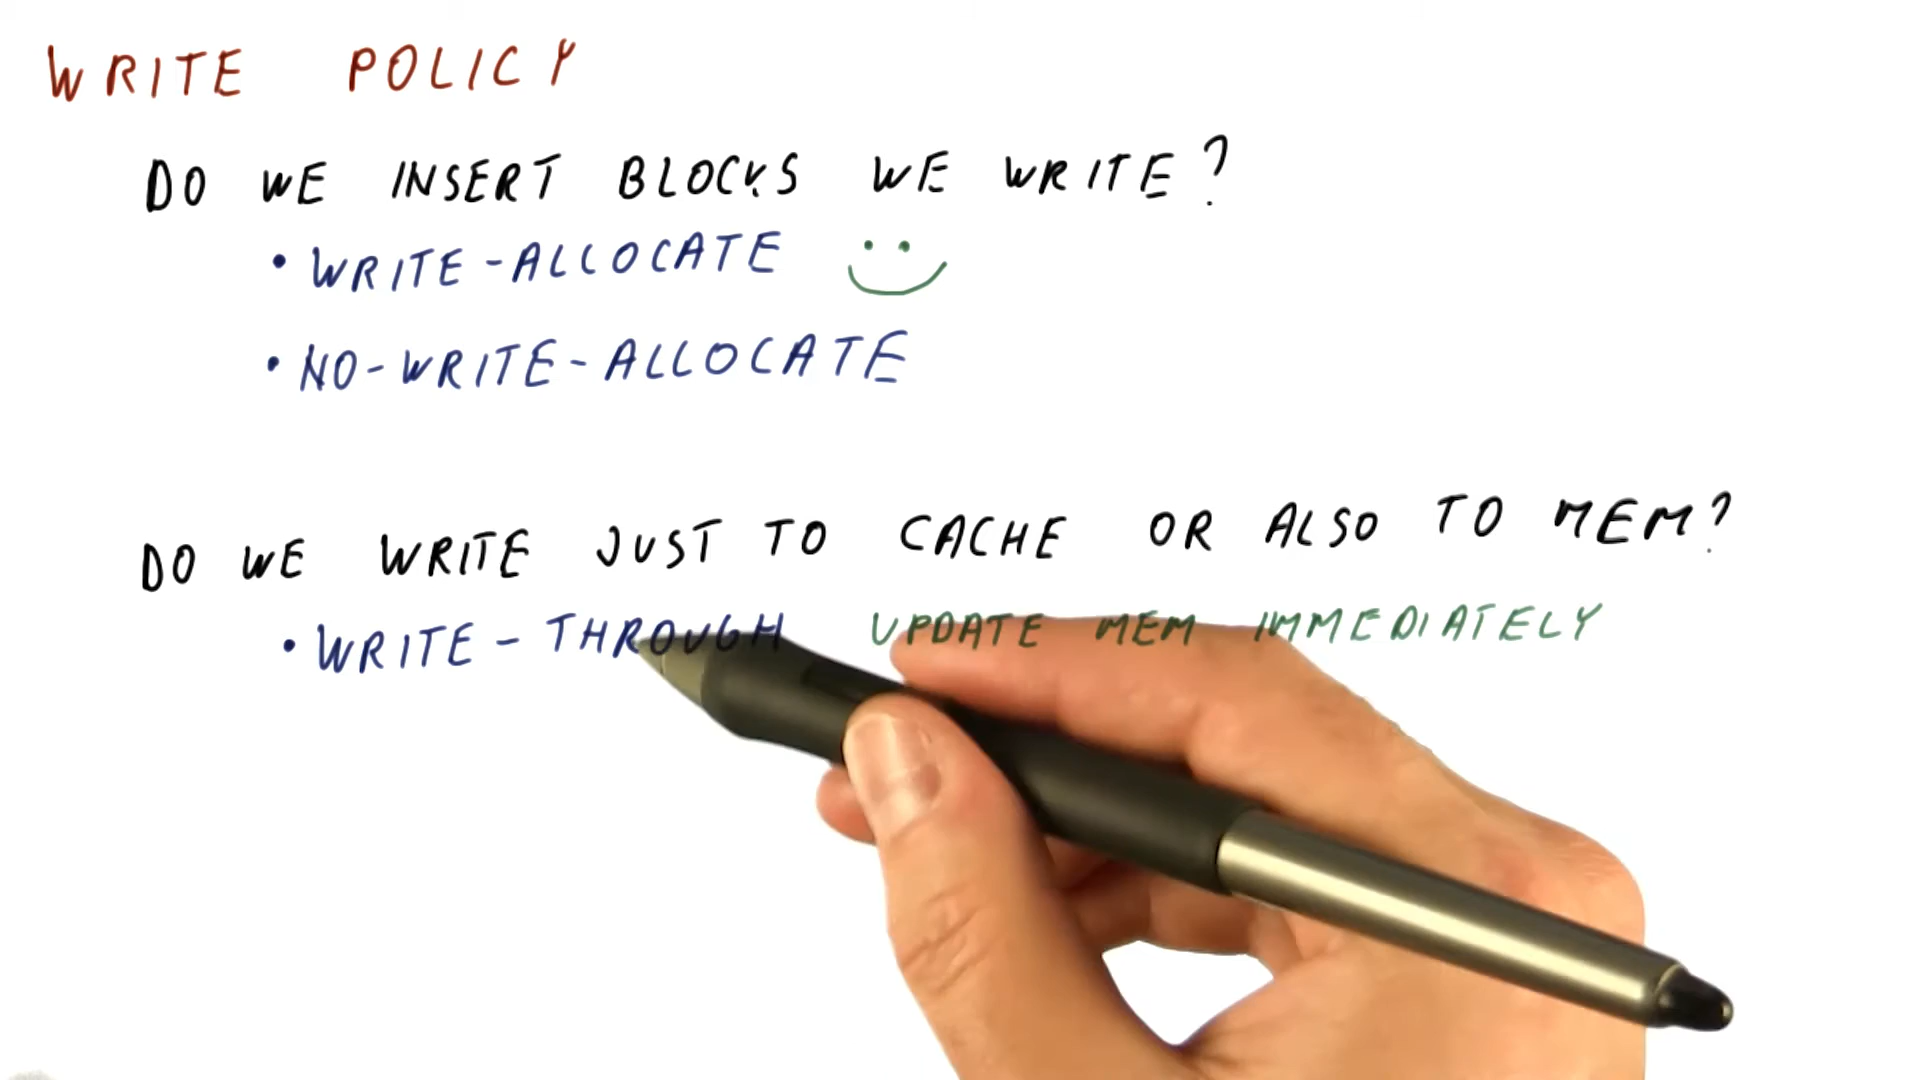 WRITE POLICY
DO WE INSERT BLOCKS WE WRITE?
• WRITE-ALLOCATE
• NO-WRITE-ALLOCATE
DO WE WRITE JUST TO CACHE OR ALSO TO MEM?
• WRITE-THROUGH UPDATE MEM IMMEDIATELY